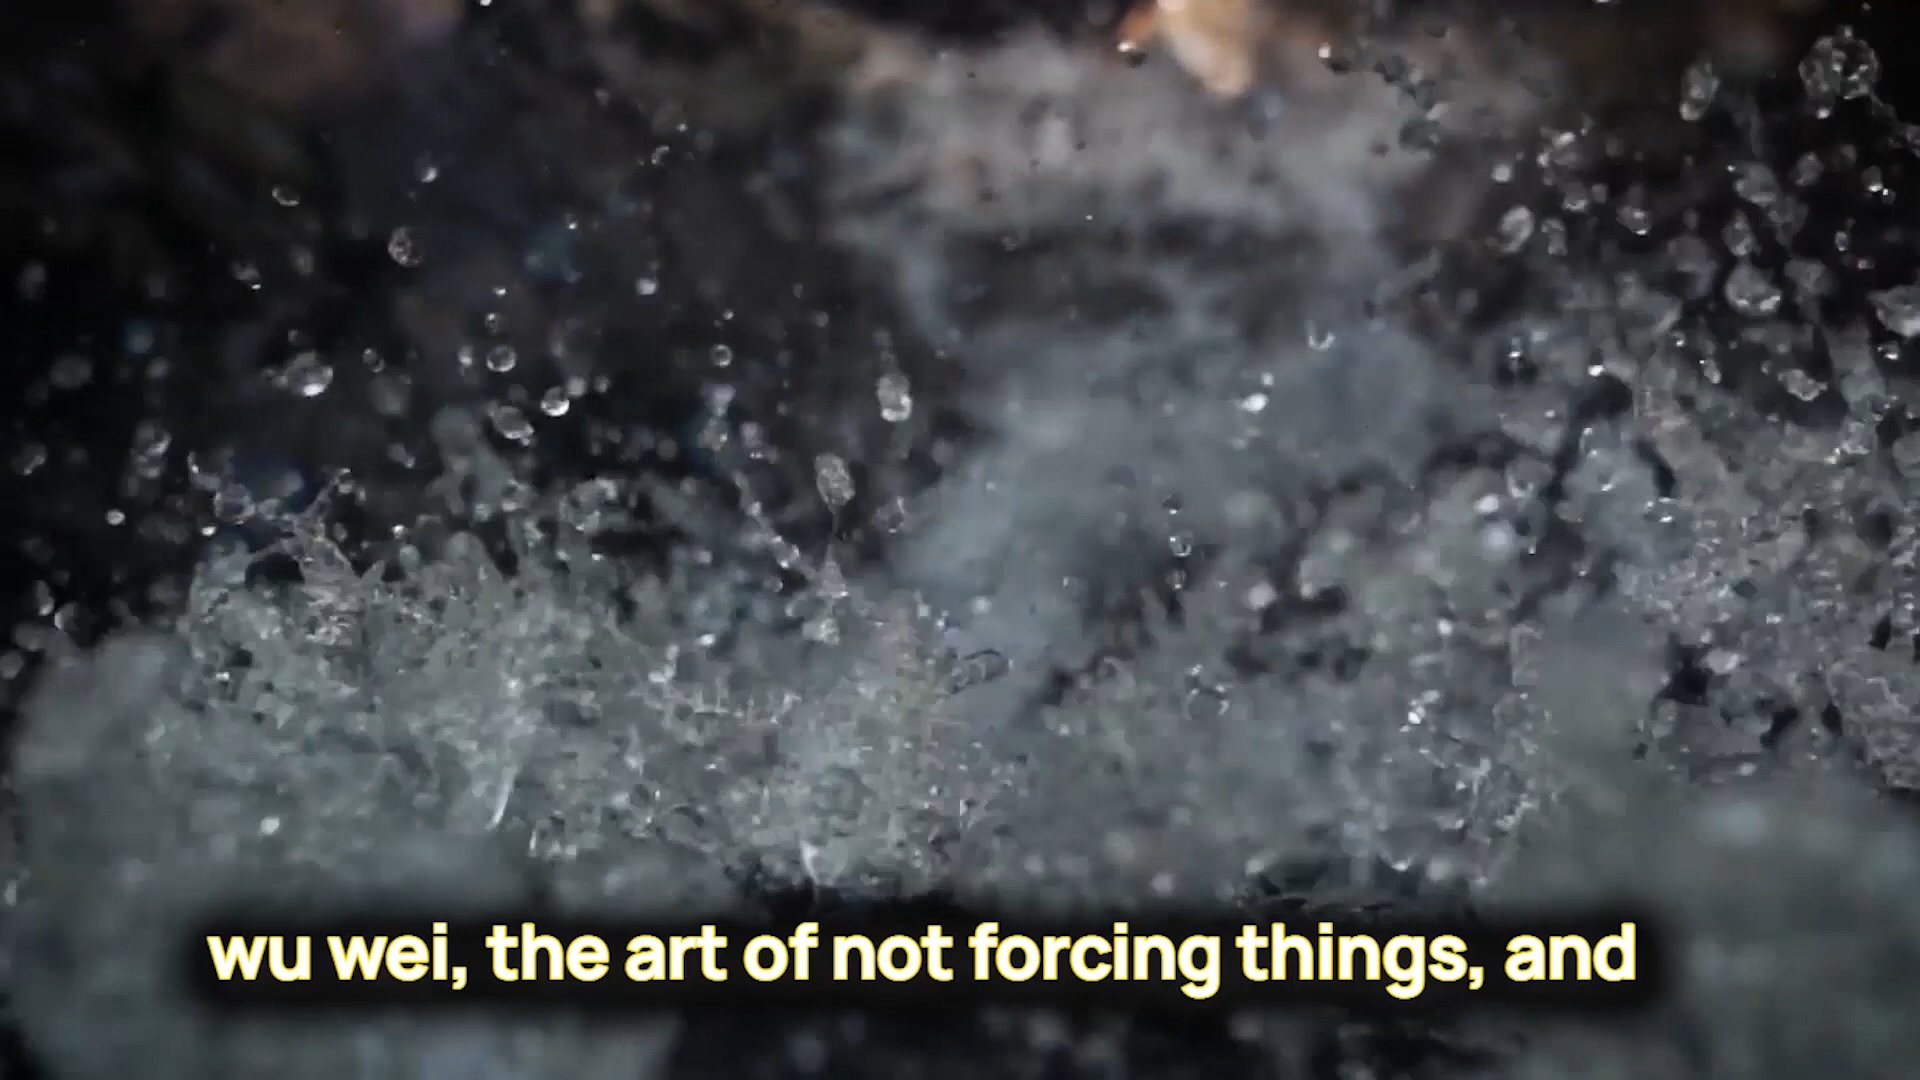 wu wei, the art of not forcing things, and